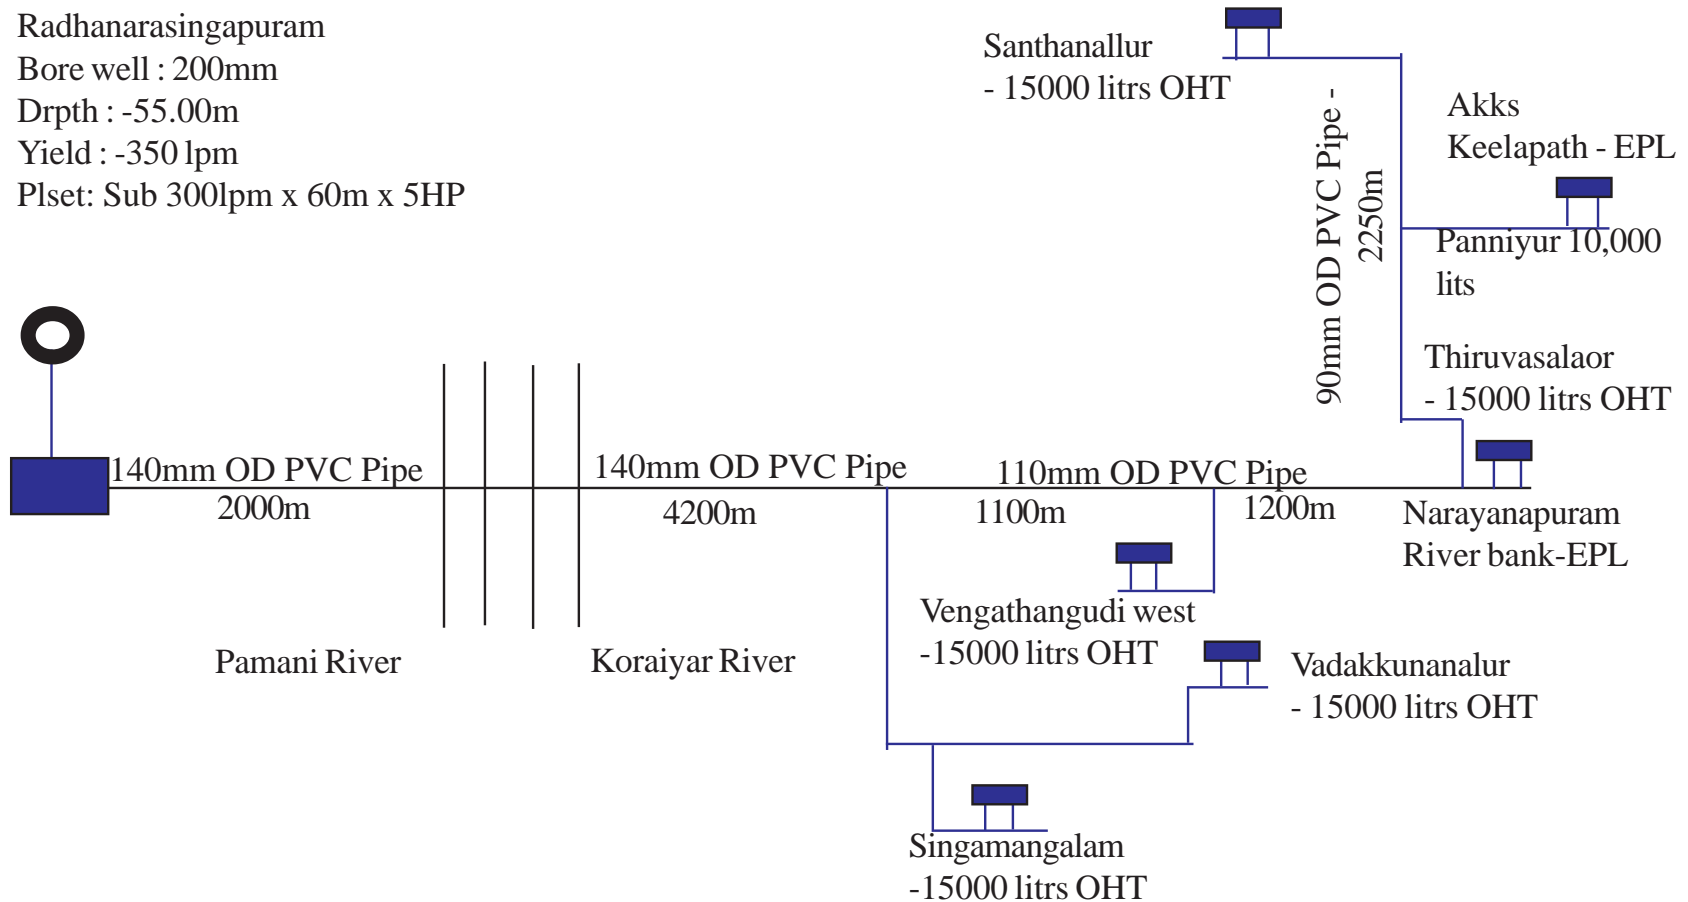 Radhanarasingapuram
Bore well : 200mm
Drpth : -55.00m
Yield : -350 lpm
Plset: Sub 300lpm x 60m x 5HP
Santhanallur
- 15000 litrs OHT
90mm OD PVC Pipe -
2250m
Akks
Keelapath - EPL
Panniyur 10,000
lits
Thiruvasalaor
- 15000 litrs OHT
140mm OD PVC Pipe
2000m
140mm OD PVC Pipe
4200m
110mm OD PVC Pipe
1100m
1200m
Narayanapuram
River bank-EPL
Vengathangudi west
-15000 litrs OHT
Pamani River
Koraiyar River
Vadakkunanalur
- 15000 litrs OHT
Singamangalam
-15000 litrs OHT